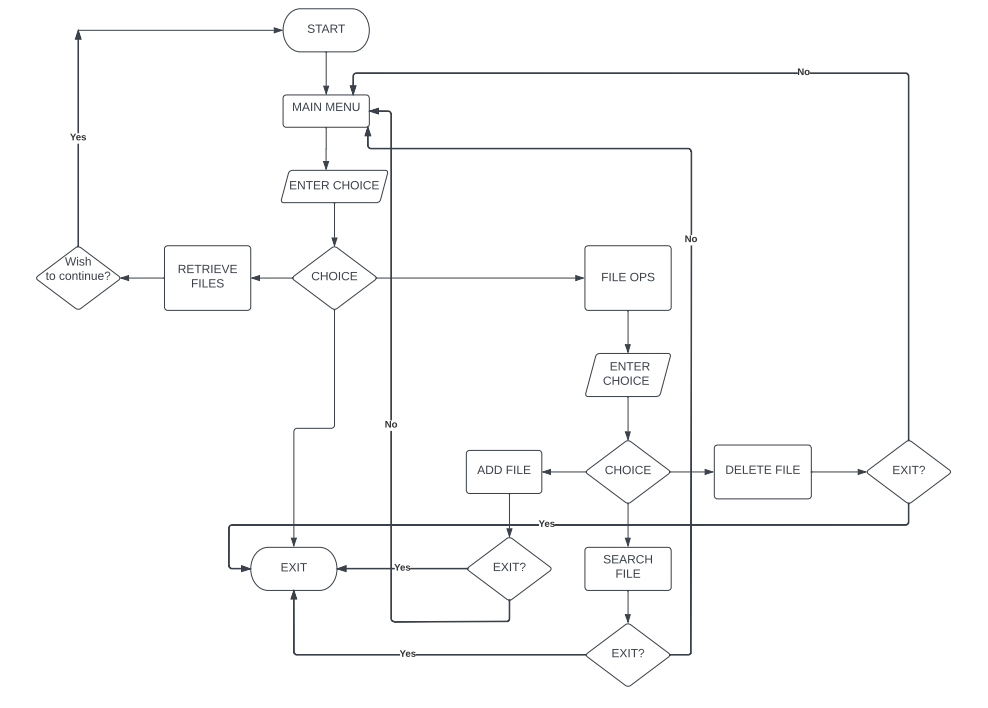 START
No
MAIN MENU
Yes
ENTER CHOICE
No
Wish
to continue?
RETRIEVE
FILES
CHOICE
FILE OPS
ENTER
CHOICE
No
ADD FILE
CHOICE
DELETE FILE
EXIT?
Yes
EXIT
Yes
EXIT?
SEARCH
FILE
Yes
EXIT?